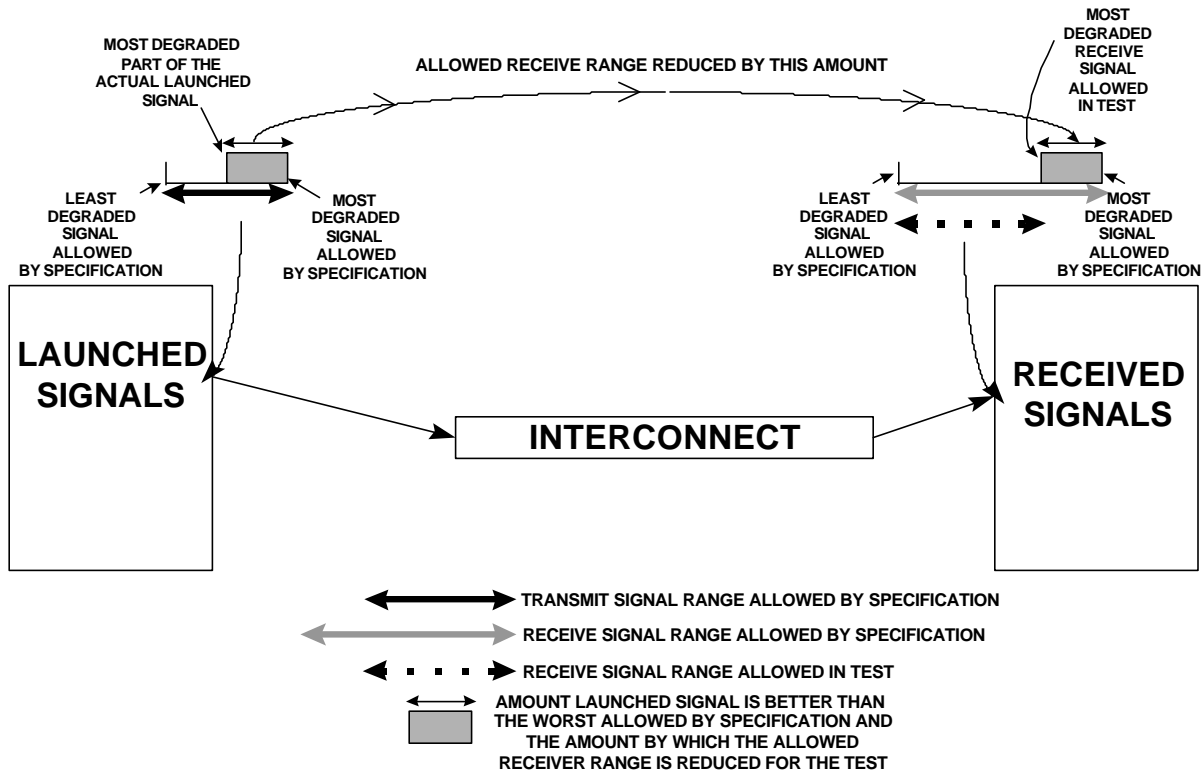 MOST DEGRADED
PART OF THE
ACTUAL LAUNCHED
SIGNAL
ALLOWED RECEIVE RANGE REDUCED BY THIS AMOUNT
MOST
DEGRADED
RECEIVE
SIGNAL
ALLOWED
IN TEST
LEAST
DEGRADED
SIGNAL
ALLOWED
BY SPECIFICATION
MOST
DEGRADED
SIGNAL
ALLOWED
BY SPECIFICATION
LEAST
DEGRADED
SIGNAL
ALLOWED
BY SPECIFICATION
MOST
DEGRADED
SIGNAL
ALLOWED
BY SPECIFICATION
LAUNCHED
SIGNALS
INTERCONNECT
RECEIVED
SIGNALS
TRANSMIT SIGNAL RANGE ALLOWED BY SPECIFICATION
RECEIVE SIGNAL RANGE ALLOWED BY SPECIFICATION
RECEIVE SIGNAL RANGE ALLOWED IN TEST
AMOUNT LAUNCHED SIGNAL IS BETTER THAN
THE WORST ALLOWED BY SPECIFICATION AND
THE AMOUNT BY WHICH THE ALLOWED
RECEIVER RANGE IS REDUCED FOR THE TEST